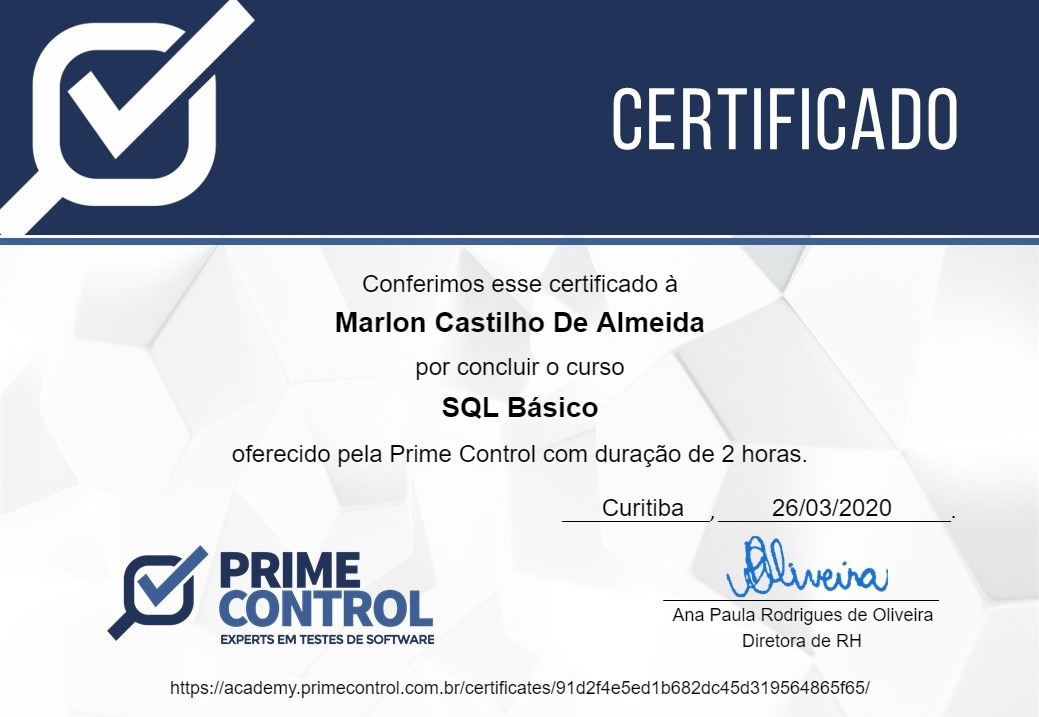 CERTIFICADO
Conferimos esse certificado à
Marlon Castilho De Almeida
por concluir o curso
SQL Básico
oferecido pela Prime Control com duração de 2 horas.
Curitiba, 26/03/2020.
Oliveira
Ana Paula Rodrigues de Oliveira
Diretora de RH
PRIME
CONTROL
EXPERTS EM TESTES DE SOFTWARE
https://academy.primecontrol.com.br/certificates/91d2f4e5ed1b682dc45d319564865f65/